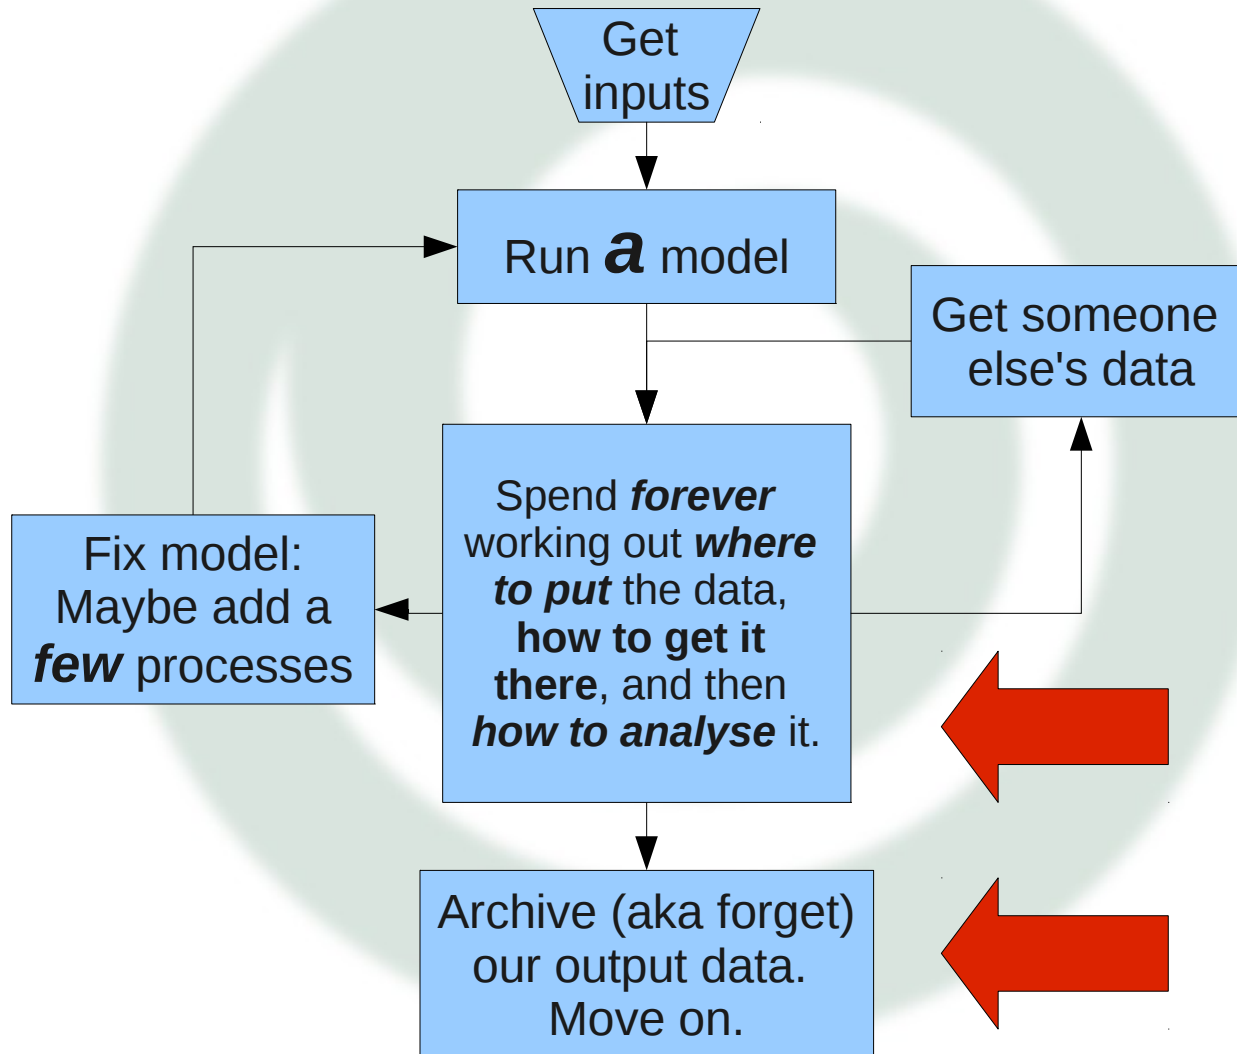 Get
inputs
Run a model
Get someone
else's data
Spend forever
working out where
to put the data,
how to get it
there, and then
how to analyse it.
Fix model:
Maybe add a
few processes
Archive (aka forget)
our output data.
Move on.